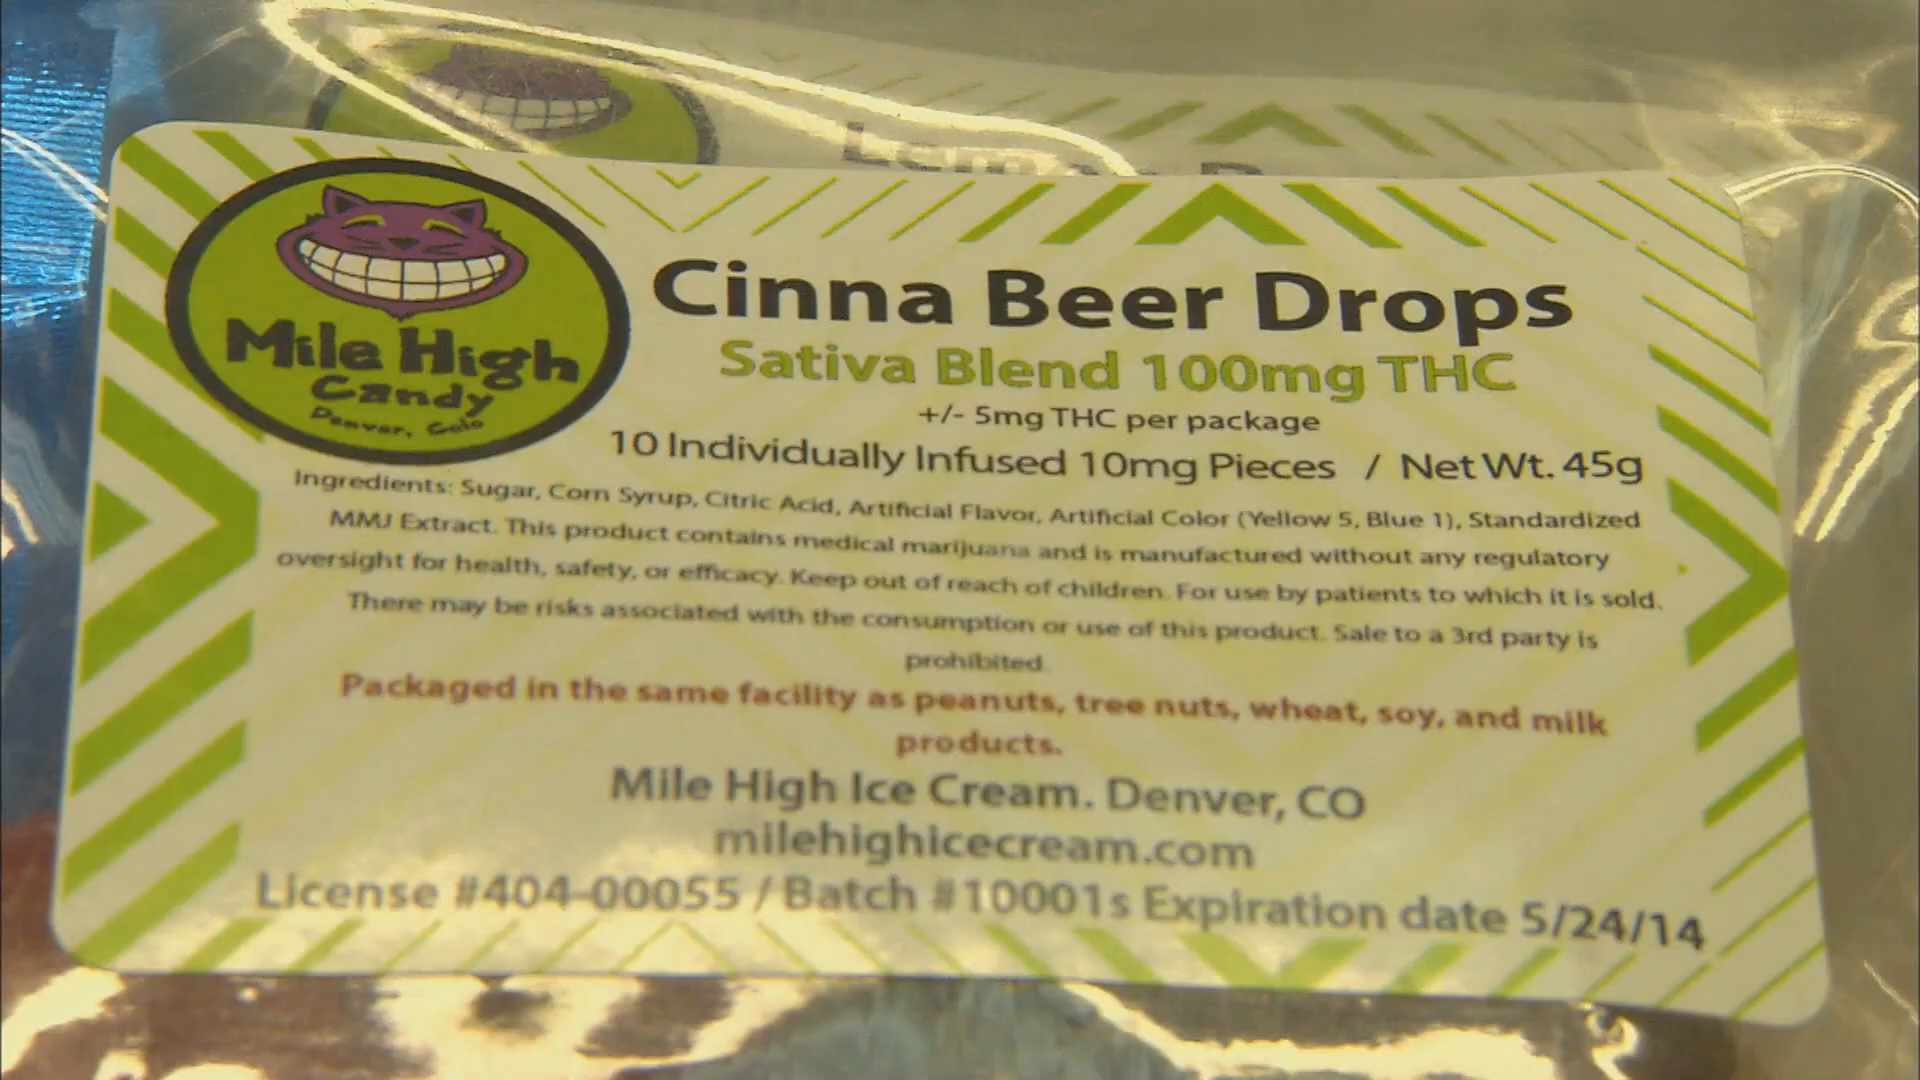 Mile High
Candy
Denver, Colo
Cinna Beer Drops
Sativa Blend 100mg THC
+/- 5mg THC per package
10 Individually Infused 10mg Pieces / Net Wt. 45g
Ingredients: Sugar, Corn Syrup, Citric Acid, Artificial Flavor, Artificial Color (Yellow 5, Blue 1), Standardized
MMJ Extract. This product contains medical marijuana and is manufactured without any regulatory
oversight for health, safety, or efficacy. Keep out of reach of children. For use by patients to which it is sold.
There may be risks associated with the consumption or use of this product. Sale to a 3rd party is
prohibited.
Packaged in the same facility as peanuts, tree nuts, wheat, soy, and milk
products.
Mile High Ice Cream. Denver, CO
milehighicecream.com
License #404-00055 / Batch #10001s Expiration date 5/24/14